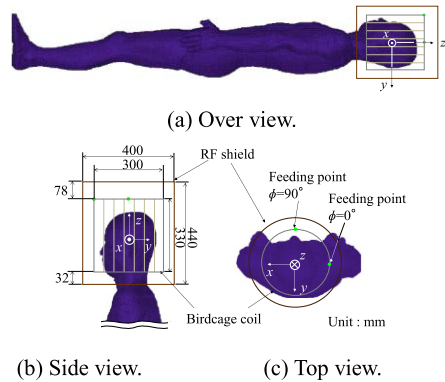 x
z
y
(a) Over view.
400
300
RF shield
78
Feeding point
ϕ=90°
Feeding point
ϕ=0°
z
x
y
330
440
z
x
y
32
Birdcage coil
Unit : mm
(b) Side view.
(c) Top view.